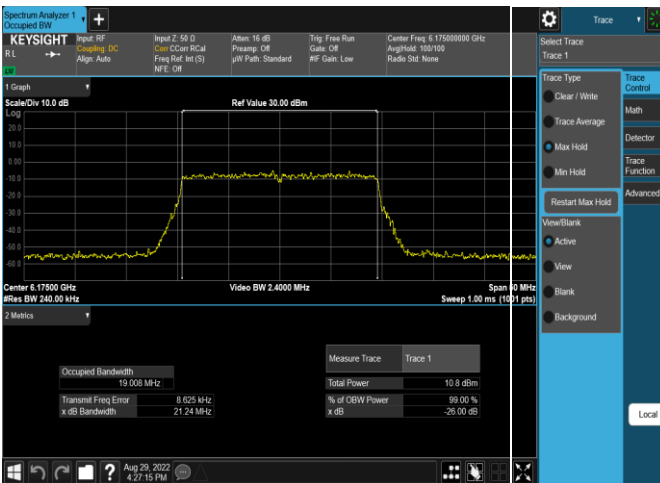 Spectrum Analyzer 1
Occupied BW
+
KEYSIGHT
R L
LW
Input: RF
Coupling: DC
Align: Auto
Input Z: 50 Ω
Corr CCorr RCal
Freq Ref: Int (S)
NFE: Off
Atten: 16 dB
Preamp: Off
µW Path: Standard
Trig: Free Run
Gate: Off
#IF Gain: Low
Center Freq: 6.175000000 GHz
Avg|Hold: 100/100
Radio Std: None
1 Graph
Scale/Div 10.0 dB
Ref Value 30.00 dBm
Log
20.0
10.0
0.00
-10.0
-20.0
-30.0
-40.0
-50.0
-60.0
Center 6.17500 GHz
Video BW 2.4000 MHz
Span 50 MHz
#Res BW 240.00 kHz
Sweep 1.00 ms (1001 pts)
2 Metrics
Measure Trace Trace 1
Occupied Bandwidth
19.008 MHz
Total Power 10.8 dBm
Transmit Freq Error 8.625 kHz
% of OBW Power 99.00 %
x dB Bandwidth 21.24 MHz
x dB -26.00 dB
Aug 29, 2022
4:27:15 PM
?
Trace
Select Trace
Trace 1
Trace Type
Clear / Write
Trace Average
Max Hold
Min Hold
Restart Max Hold
View/Blank
Active
View
Blank
Background
Trace
Control
Math
Detector
Trace
Function
Advanced
Local